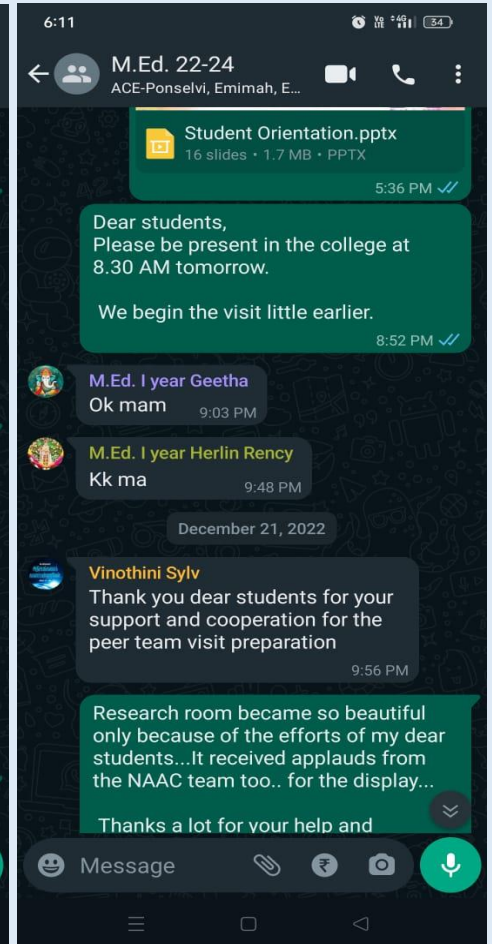 6:11
Vo LTE 4G 34
M.Ed. 22-24
ACE-Ponselvi, Emimah, E...
Student Orientation.pptx
16 slides • 1.7 MB • PPTX
5:36 PM
Dear students,
Please be present in the college at
8.30 AM tomorrow.
We begin the visit little earlier.
8:52 PM
M.Ed. I year Geetha
Ok mam
9:03 PM
M.Ed. I year Herlin Rency
Kk ma
9:48 PM
December 21, 2022
Vinothini Sylv
Thank you dear students for your
support and cooperation for the
peer team visit preparation
9:56 PM
Research room became so beautiful
only because of the efforts of my dear
students...It received applauds from
the NAAC team too.. for the display...
Thanks a lot for your help and
Message
₹